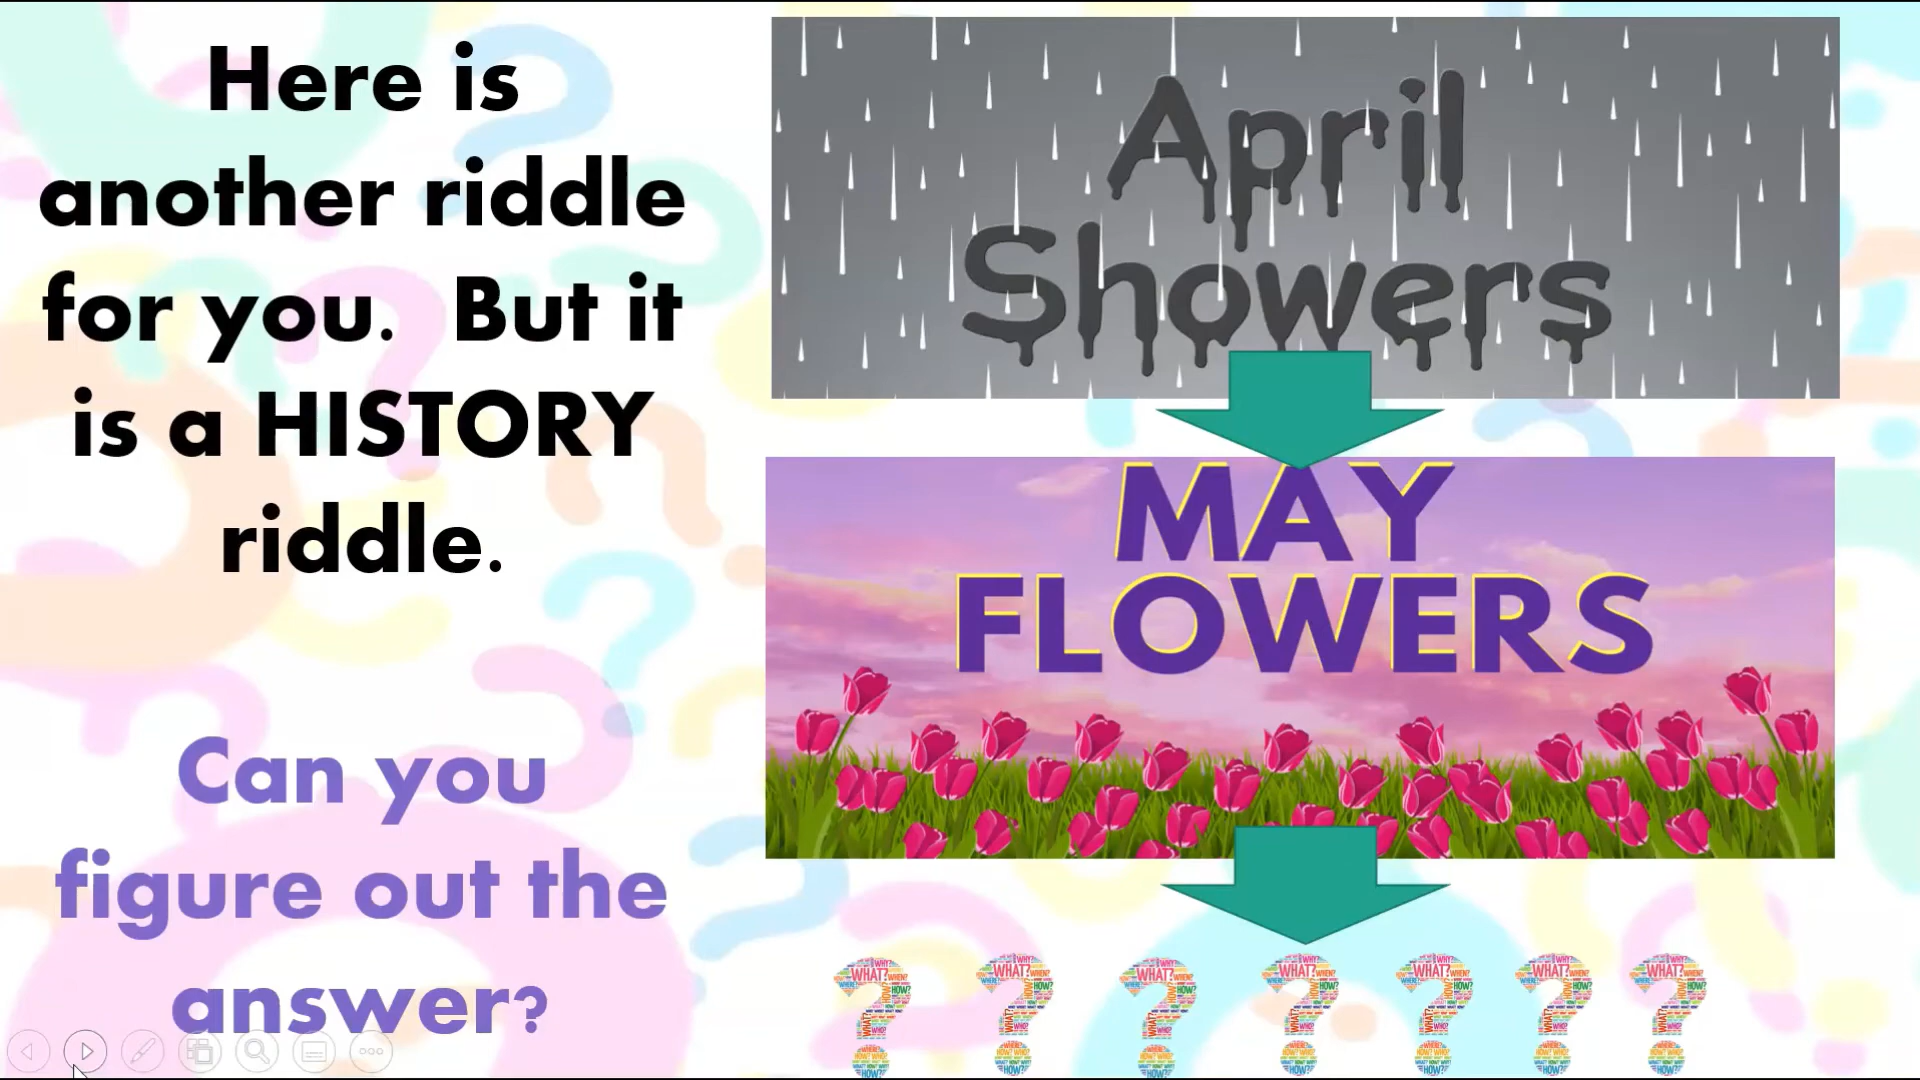 Here is
another riddle
for you.  But it
is a HISTORY
riddle.
Can you
figure out the
answer?
April
Showers
MAY
FLOWERS